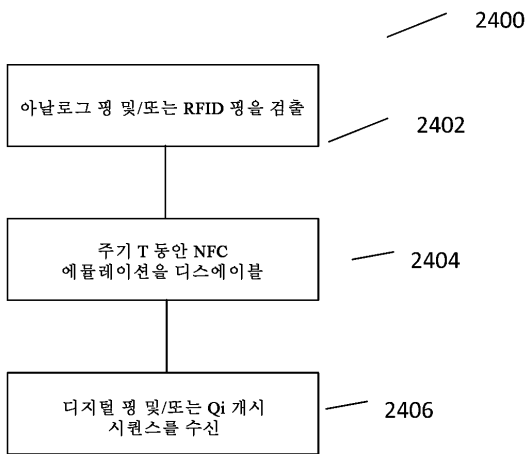 2400
아날로그 핑 및/또는 RFID 핑을 검출
2402
주기 T 동안 NFC
에뮬레이션을 디스에이블
2404
디지털 핑 및/또는 Qi 개시
시퀀스를 수신
2406